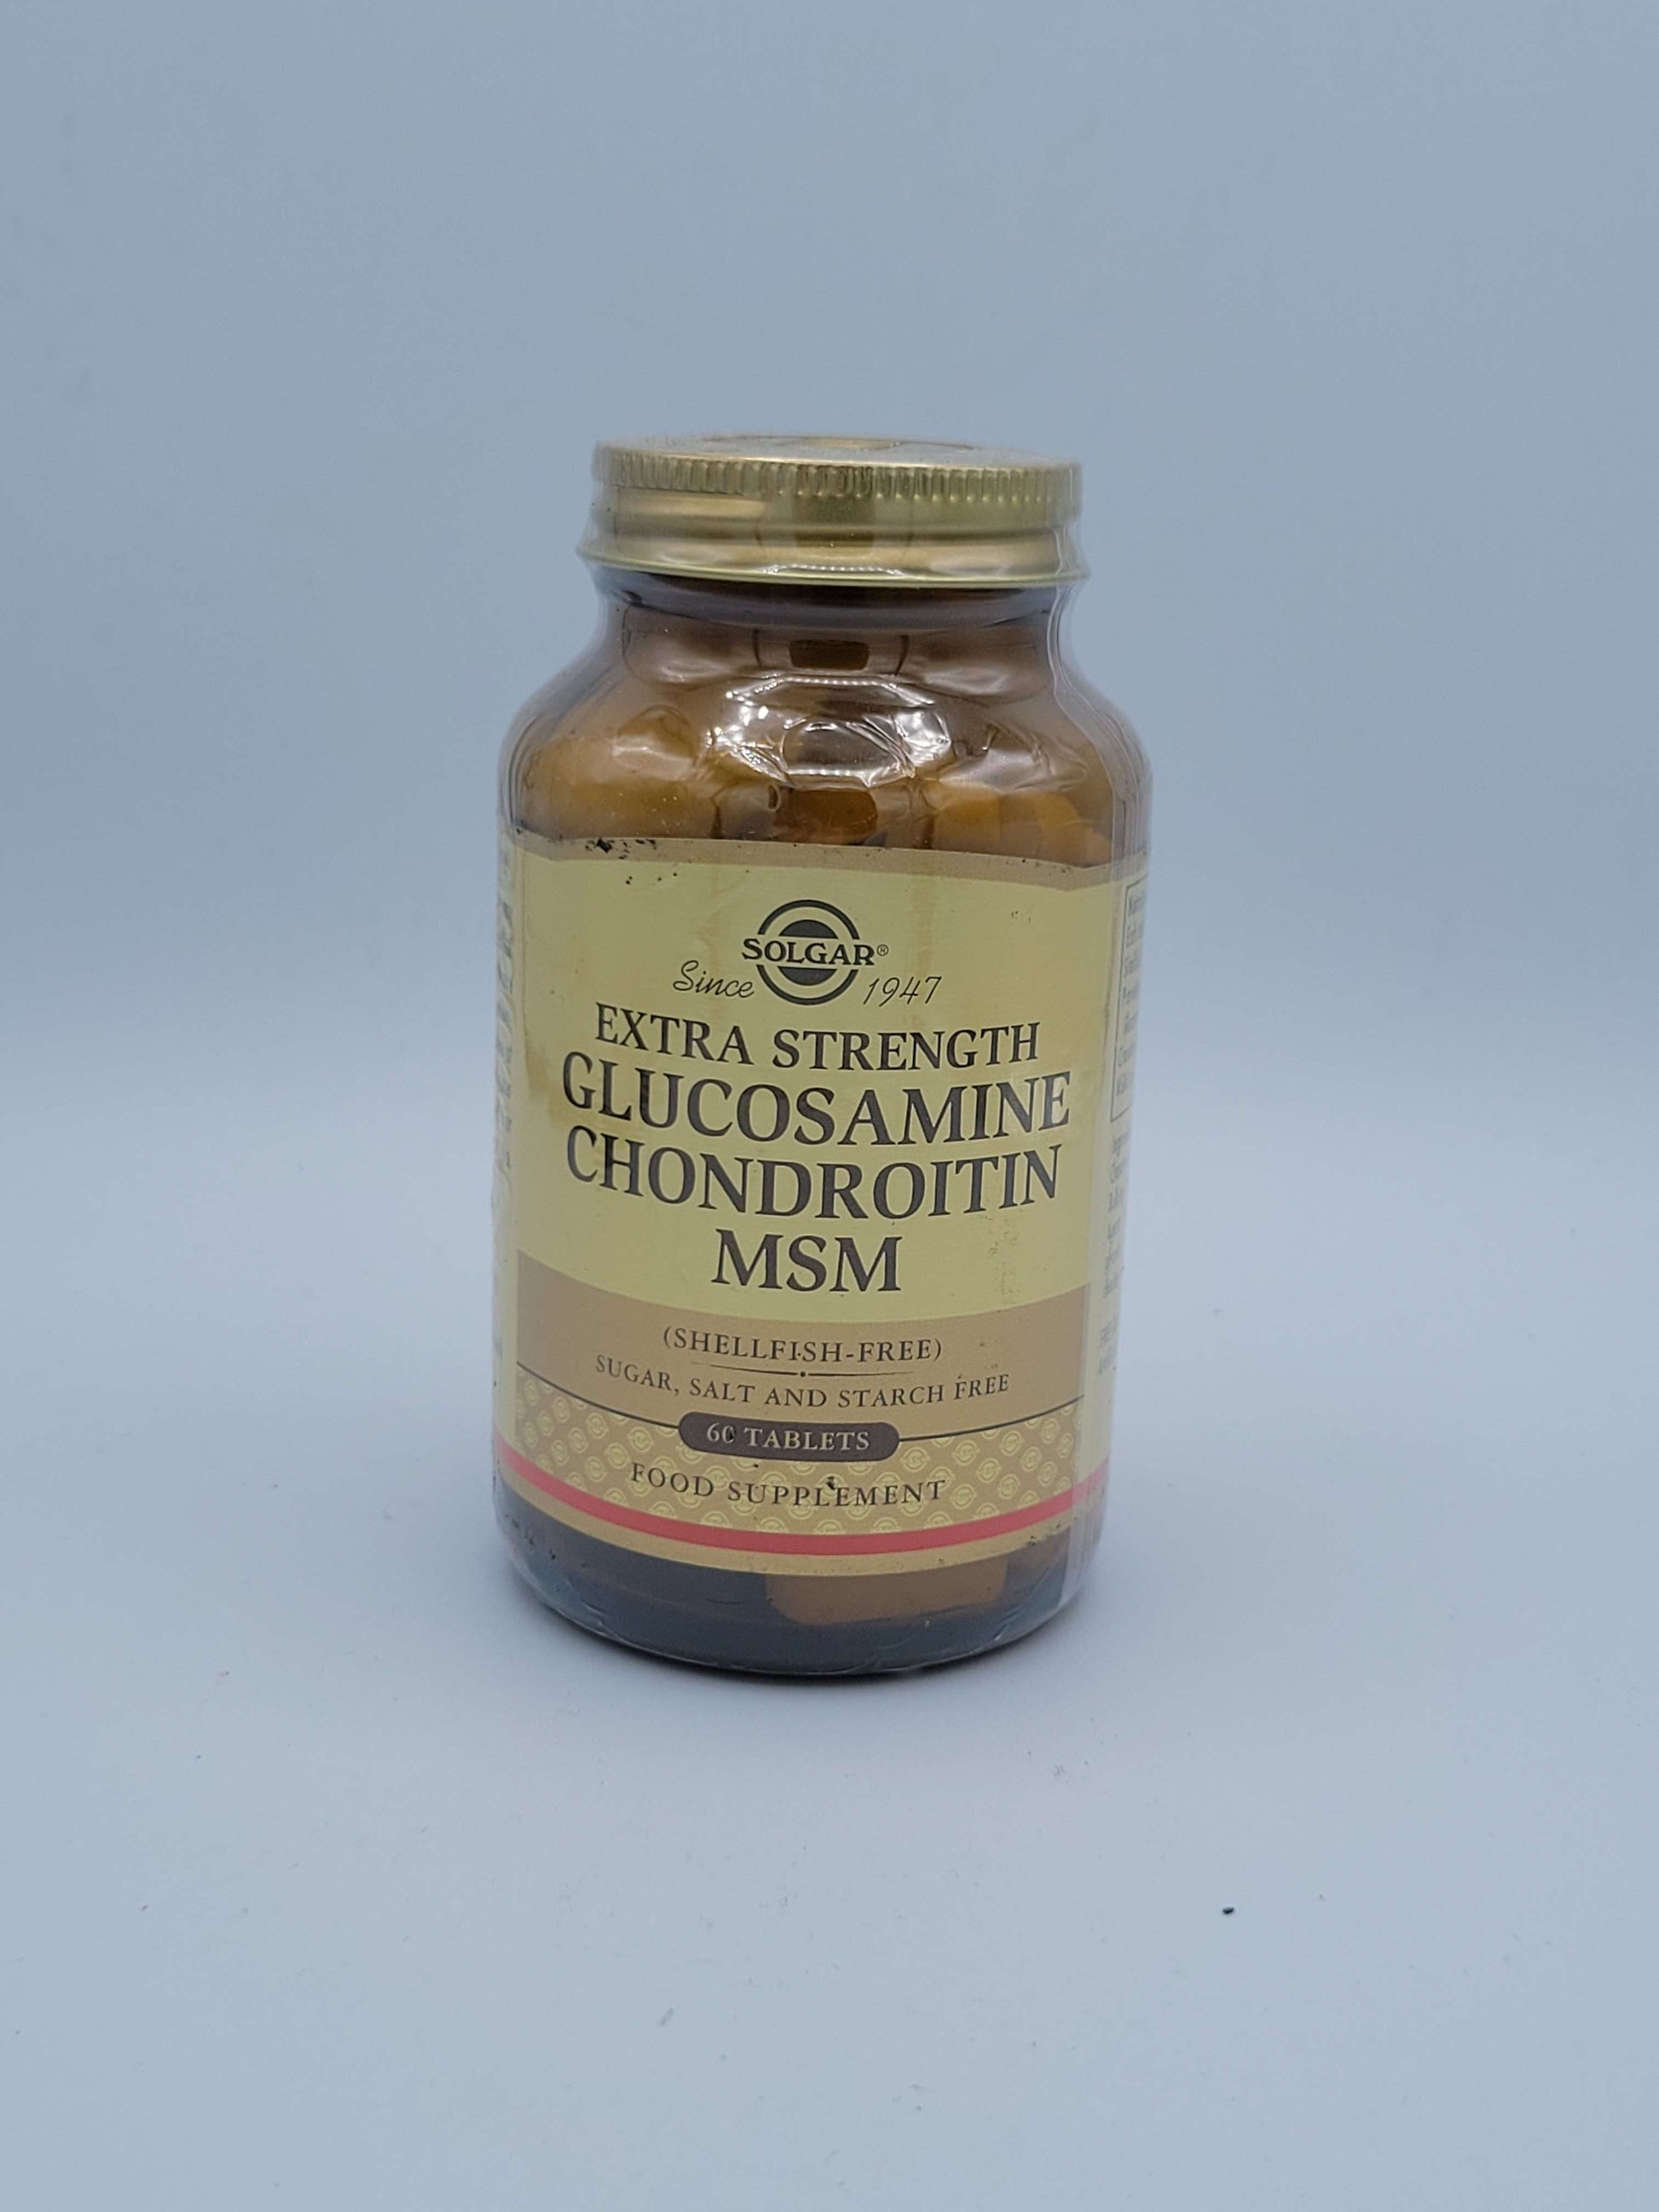 SOLGAR®
Since 1947
EXTRA STRENGTH
GLUCOSAMINE
CHONDROITIN
MSM
(SHELLFISH-FREE)
SUGAR, SALT AND STARCH FREE
60 TABLETS
FOOD SUPPLEMENT